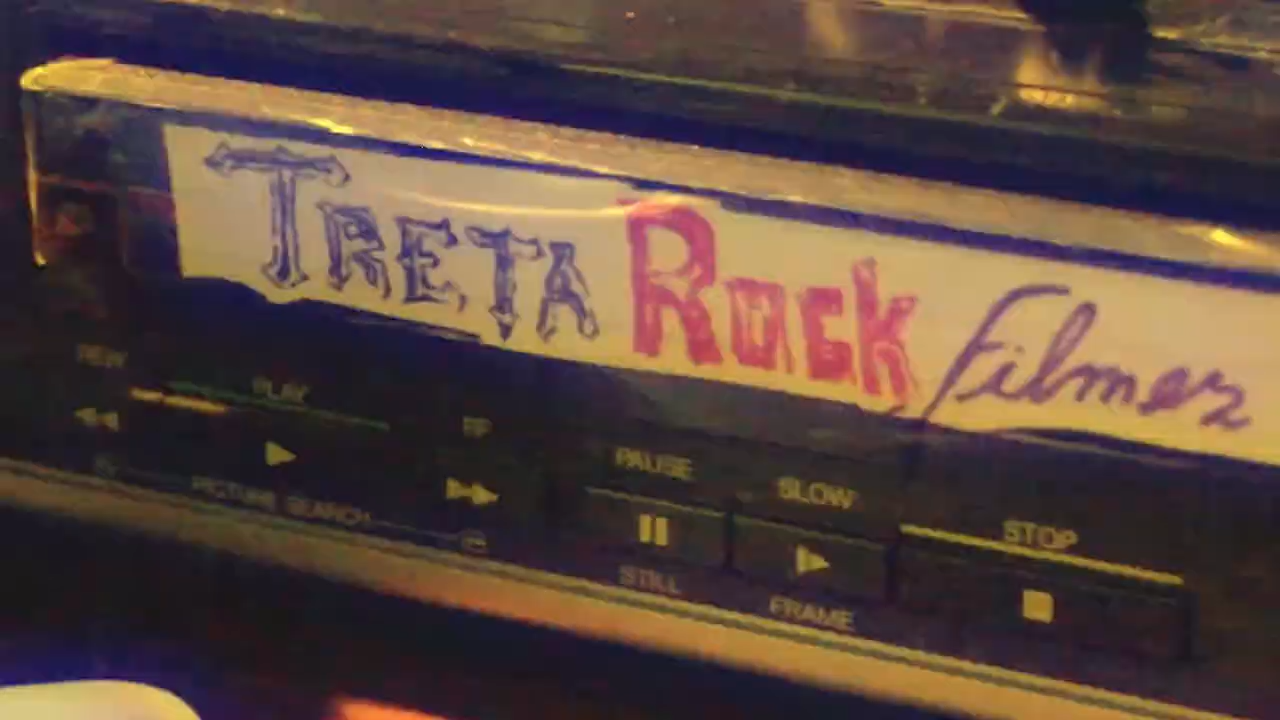 TRETA Rock Filmes
REW
PLAY
FF
PICTURE SEARCH
PAUSE
STILL
SLOW
FRAME
STOP